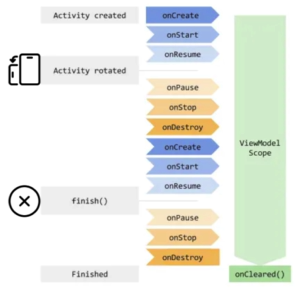 Activity created
onCreate
onStart
onResume
Activity rotated
onPause
onStop
onDestroy
onCreate
onStart
onResume
finish()
onPause
onStop
onDestroy
Finished
ViewModel
Scope
onCleared()